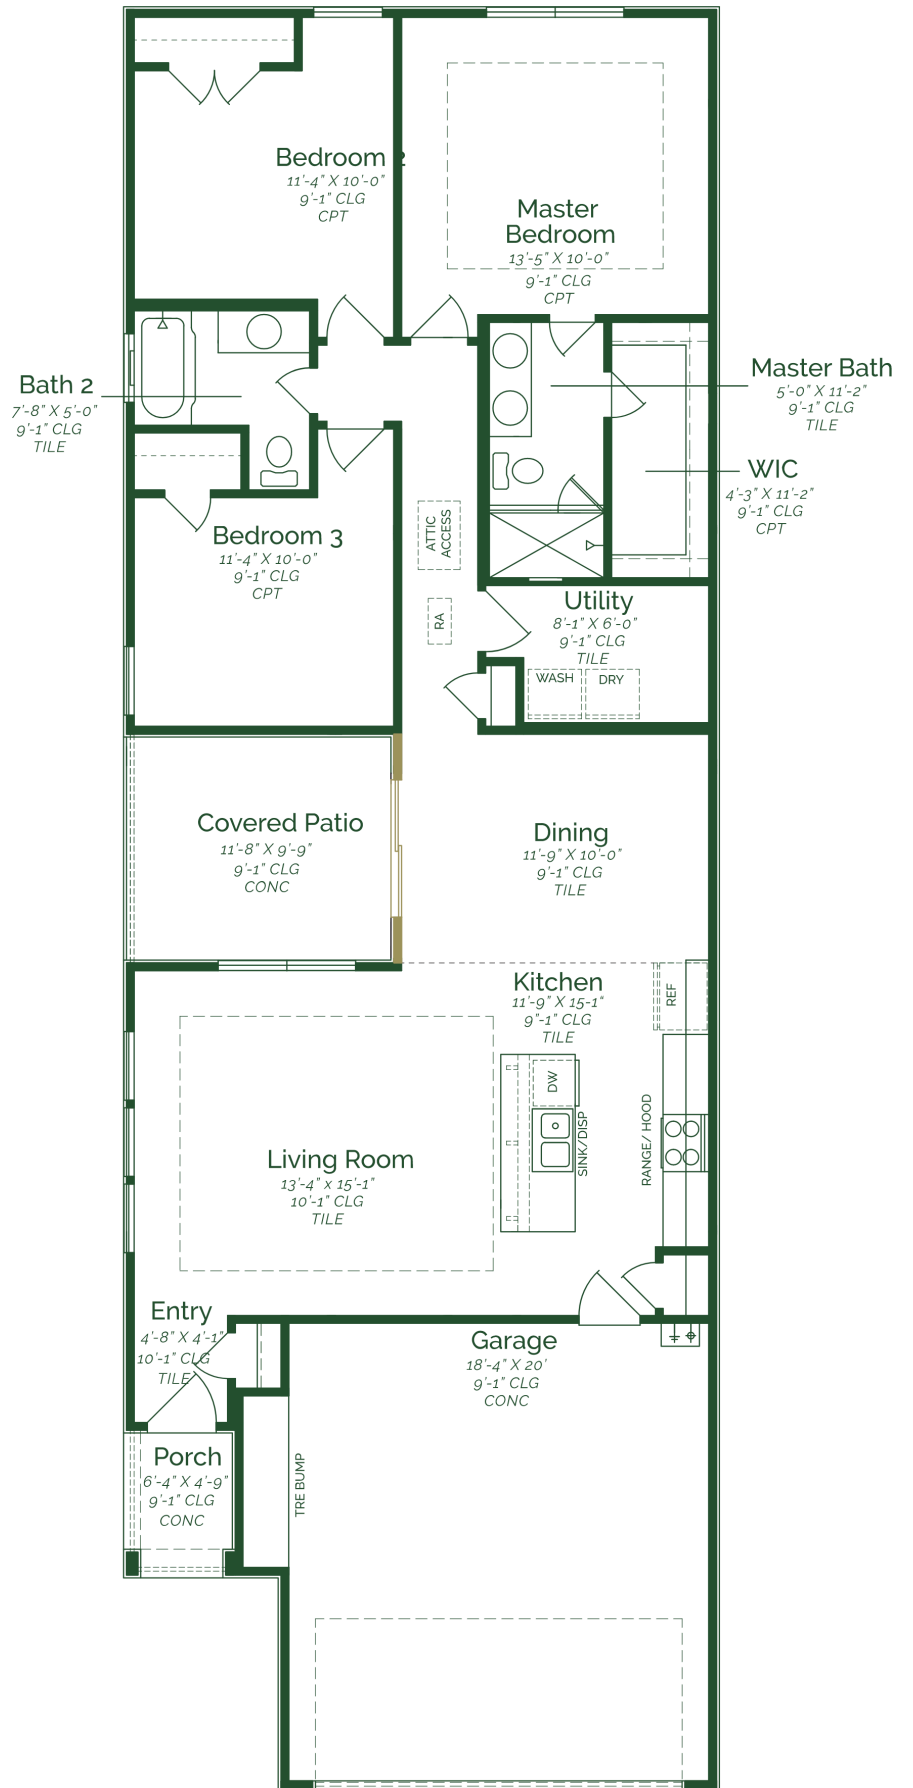 Bedroom 2
11'-4" X 10'-0"
9'-1" CLG
CPT
Master
Bedroom
13'-5" X 10'-0"
9'-1" CLG
CPT
Bath 2
7'-8" X 5'-0"
9'-1" CLG
TILE
Master Bath
5'-0" X 11'-2"
9'-1" CLG
TILE
WIC
4'-3" X 11'-2"
9'-1" CLG
CPT
Bedroom 3
11'-4" X 10'-0"
9'-1" CLG
CPT
ATTIC
ACCESS
RA
Utility
8'-1" X 6'-0"
9'-1" CLG
TILE
WASH
DRY
Covered Patio
11'-8" X 9'-9"
9'-1" CLG
CONC
Dining
11'-9" X 10'-0"
9'-1" CLG
TILE
Kitchen
11'-9" X 15-1"
9"-1" CLG
TILE
REF
DW
SINK/DISP
RANGE/ HOOD
Living Room
13'-4" x 15'-1"
10'-1" CLG
TILE
Entry
4'-8" X 4'-1"
10'-1" CLG
TILE
Garage
18'-4" X 20'
9'-1" CLG
CONC
Porch
6'-4" X 4'-9"
9'-1" CLG
CONC
TRE BUMP